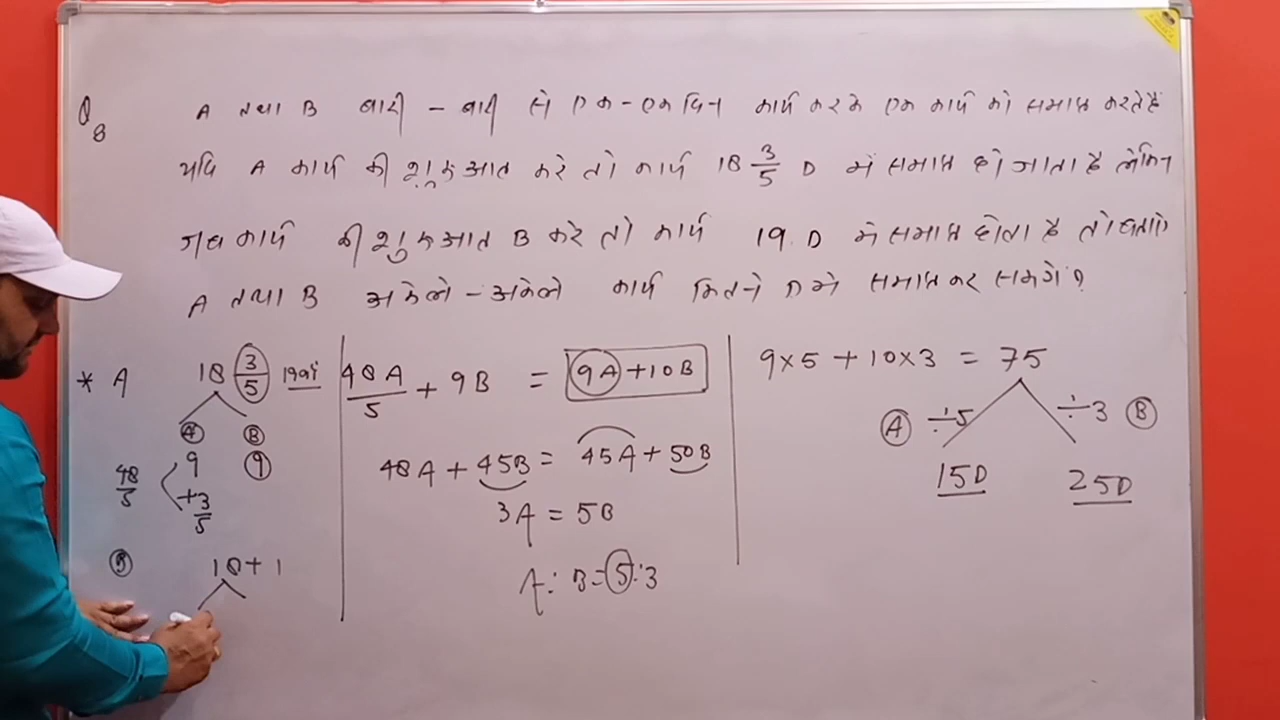 Q8 A तथा B बारी - बारी से एक - एक दिन कार्य करके एक कार्य को समाप्त करते हैं
यदि A कार्य की शुरुआत करे तो कार्य 18 3/5 D में समाप्त हो जाता है लेकिन
जब कार्य की शुरुआत B करे तो कार्य 19 D में समाप्त होता है तो बताए
A तथा B अकेले - अकेले कार्य कितने D में समाप्त कर सकेगे ?
* A 18 3/5 19वां
A B
9 9
48/5 + 3/5
B 18 + 1
48A/5 + 9B = 9A + 10B
48A + 45B = 45A + 50B
3A = 5B
A : B = 5 : 3
9×5 + 10×3 = 75
A ÷5 ÷3 B
15D 25D